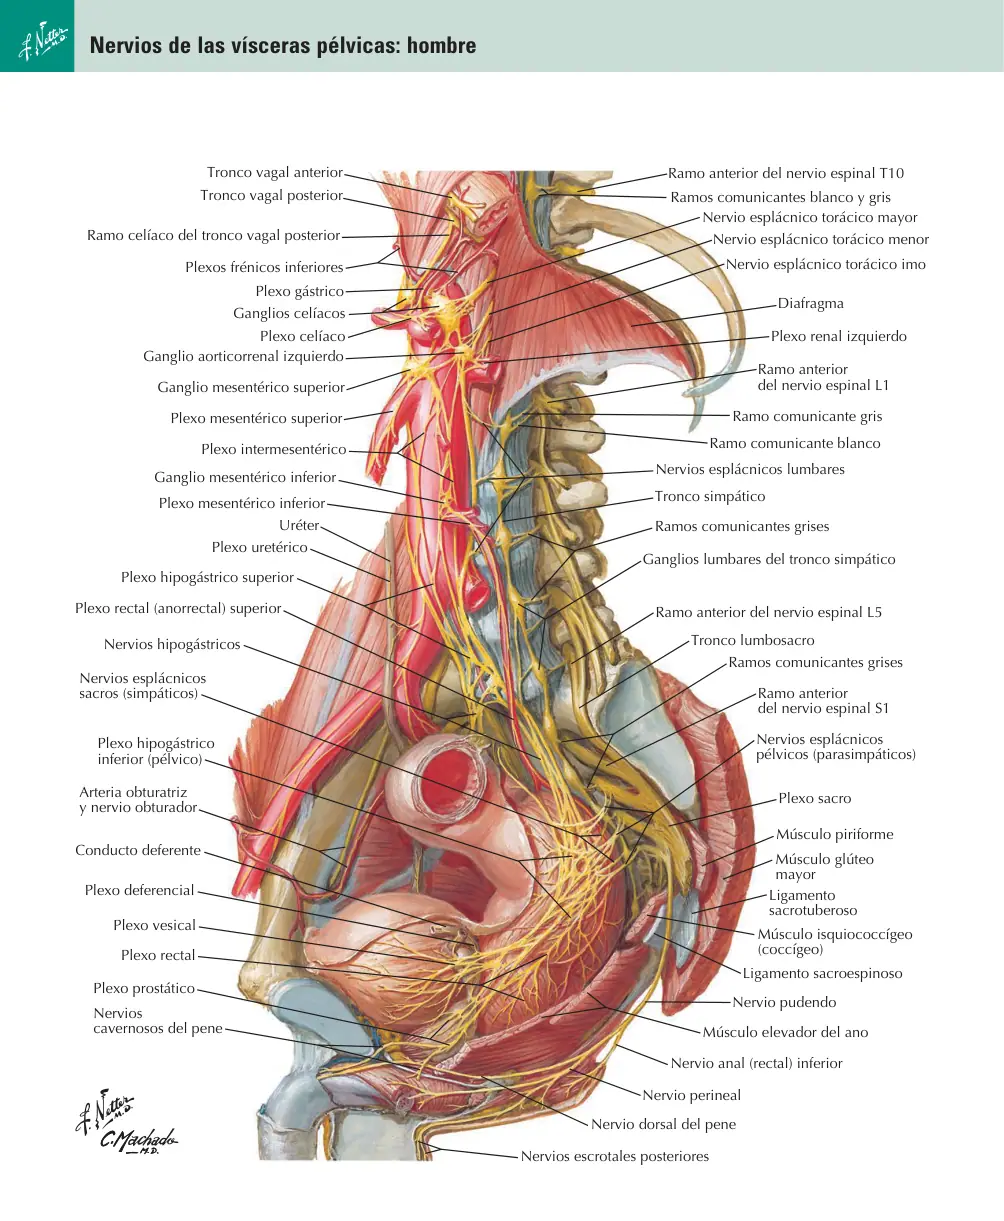 F. Netter M.D.
Nervios de las vísceras pélvicas: hombre
Tronco vagal anterior
Tronco vagal posterior
Ramo celíaco del tronco vagal posterior
Plexos frénicos inferiores
Plexo gástrico
Ganglios celíacos
Plexo celíaco
Ganglio aorticorrenal izquierdo
Ganglio mesentérico superior
Plexo mesentérico superior
Plexo intermesentérico
Ganglio mesentérico inferior
Plexo mesentérico inferior
Uréter
Plexo uretérico
Plexo hipogástrico superior
Plexo rectal (anorrectal) superior
Nervios hipogástricos
Nervios esplácnicos
sacros (simpáticos)
Plexo hipogástrico
inferior (pélvico)
Arteria obturatriz
y nervio obturador
Conducto deferente
Plexo deferencial
Plexo vesical
Plexo rectal
Plexo prostático
Nervios
cavernosos del pene
Ramo anterior del nervio espinal T10
Ramos comunicantes blanco y gris
Nervio esplácnico torácico mayor
Nervio esplácnico torácico menor
Nervio esplácnico torácico imo
Diafragma
Plexo renal izquierdo
Ramo anterior
del nervio espinal L1
Ramo comunicante gris
Ramo comunicante blanco
Nervios esplácnicos lumbares
Tronco simpático
Ramos comunicantes grises
Ganglios lumbares del tronco simpático
Ramo anterior del nervio espinal L5
Tronco lumbosacro
Ramos comunicantes grises
Ramo anterior
del nervio espinal S1
Nervios esplácnicos
pélvicos (parasimpáticos)
Plexo sacro
Músculo piriforme
Músculo glúteo
mayor
Ligamento
sacrotuberoso
Músculo isquiococcígeo
(coccígeo)
Ligamento sacroespinoso
Nervio pudendo
Músculo elevador del ano
Nervio anal (rectal) inferior
Nervio perineal
Nervio dorsal del pene
Nervios escrotales posteriores
F. Netter M.D.
C. Machado M.D.